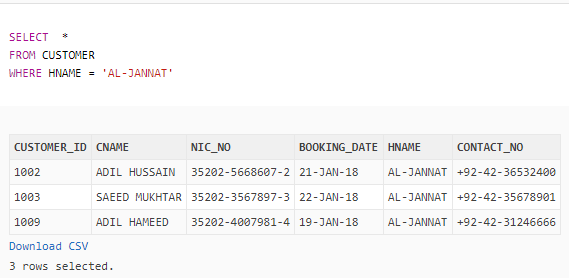 SELECT  *
FROM CUSTOMER
WHERE HNAME = 'AL-JANNAT'
CUSTOMER_ID CNAME NIC_NO BOOKING_DATE HNAME CONTACT_NO
1002 ADIL HUSSAIN 35202-5668607-2 21-JAN-18 AL-JANNAT +92-42-36532400
1003 SAEED MUKHTAR 35202-3567897-3 22-JAN-18 AL-JANNAT +92-42-35678901
1009 ADIL HAMEED 35202-4007981-4 19-JAN-18 AL-JANNAT +92-42-31246666
Download CSV
3 rows selected.